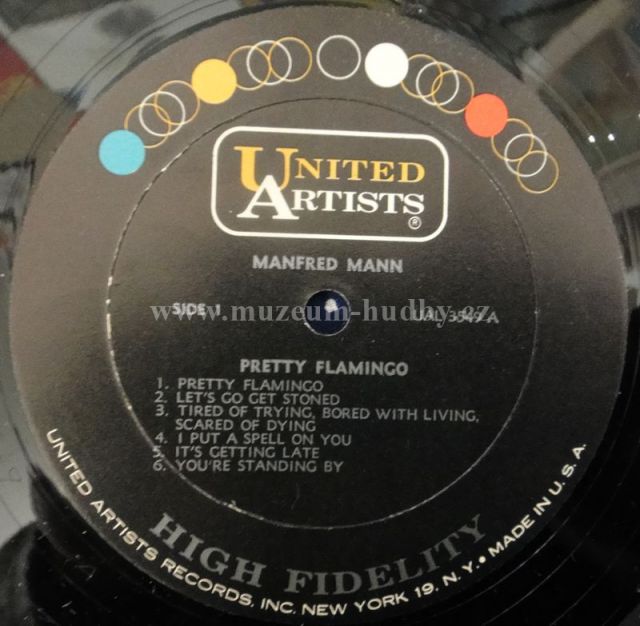 UNITED
ARTISTS
®
MANFRED MANN
SIDE 1
UAL 3549 A
www.muzeum-hudby.cz
PRETTY FLAMINGO
1. PRETTY FLAMINGO
2. LET'S GO GET STONED
3. TIRED OF TRYING, BORED WITH LIVING,
SCARED OF DYING
4. I PUT A SPELL ON YOU
5. IT'S GETTING LATE
6. YOU'RE STANDING BY
HIGH FIDELITY
UNITED ARTISTS RECORDS, INC. NEW YORK 19, N. Y. • MADE IN U. S. A.